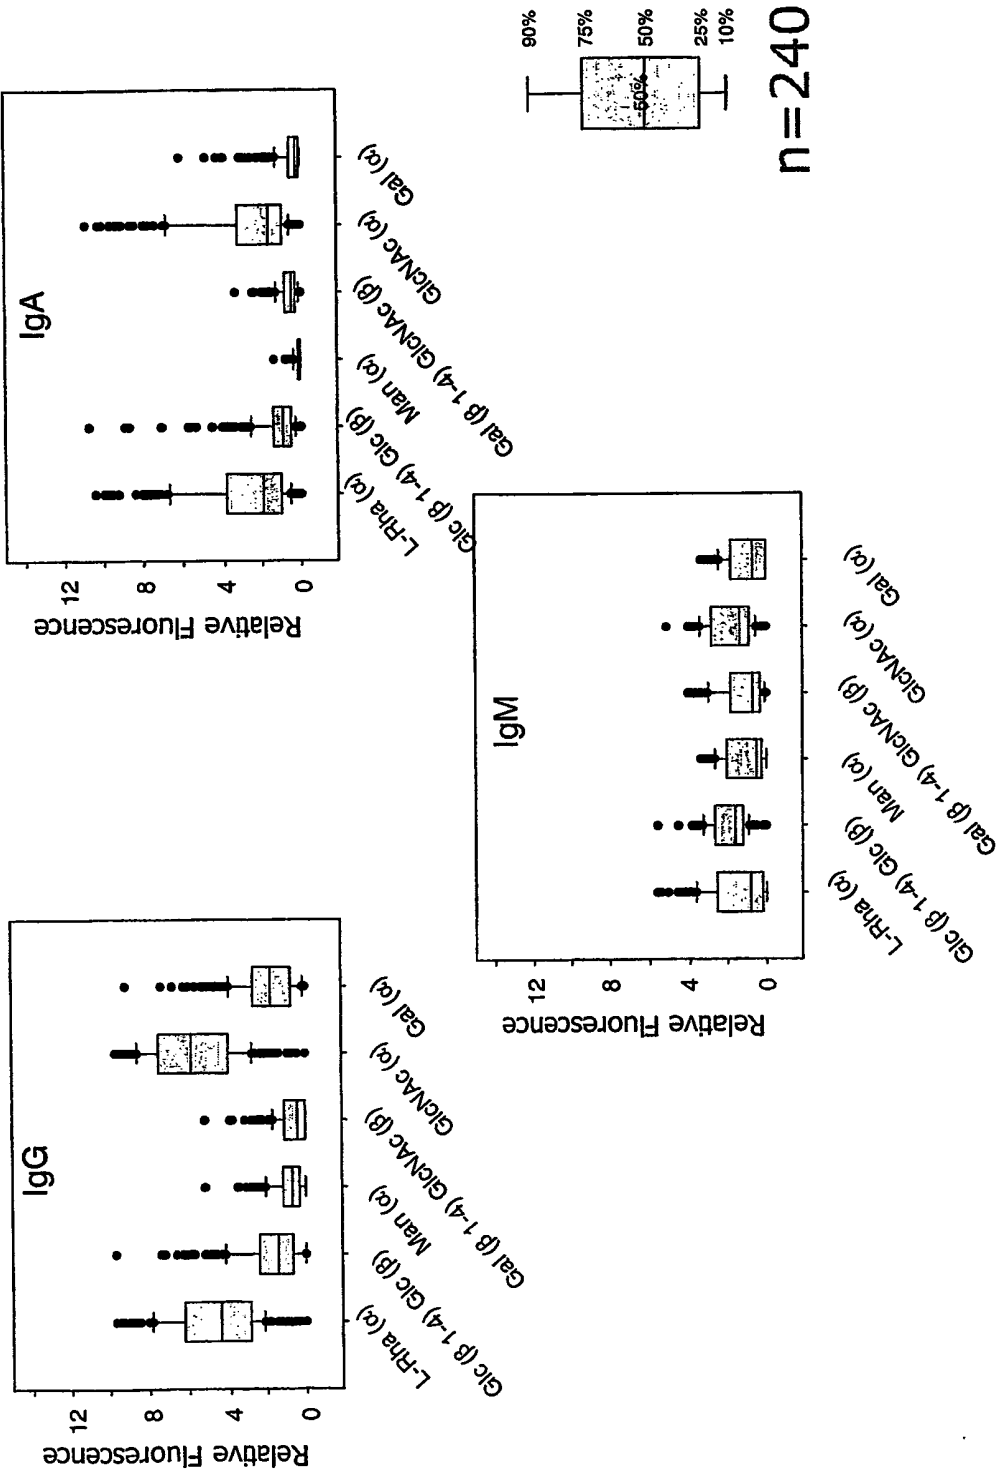 IgG
Relative Fluorescence
12
8
4
0
L-Rha (α)
Glc (β 1-4) Glc (β)
Man (α)
Gal (β 1-4) GlcNAc (β)
GlcNAc (α)
Gal (α)
IgA
Relative Fluorescence
12
8
4
0
L-Rha (α)
Glc (β 1-4) Glc (β)
Man (α)
Gal (β 1-4) GlcNAc (β)
GlcNAc (α)
Gal (α)
IgM
Relative Fluorescence
12
8
4
0
L-Rha (α)
Glc (β 1-4) Glc (β)
Man (α)
Gal (β 1-4) GlcNAc (β)
GlcNAc (α)
Gal (α)
90%
75%
50%
50%
25%
10%
n=240